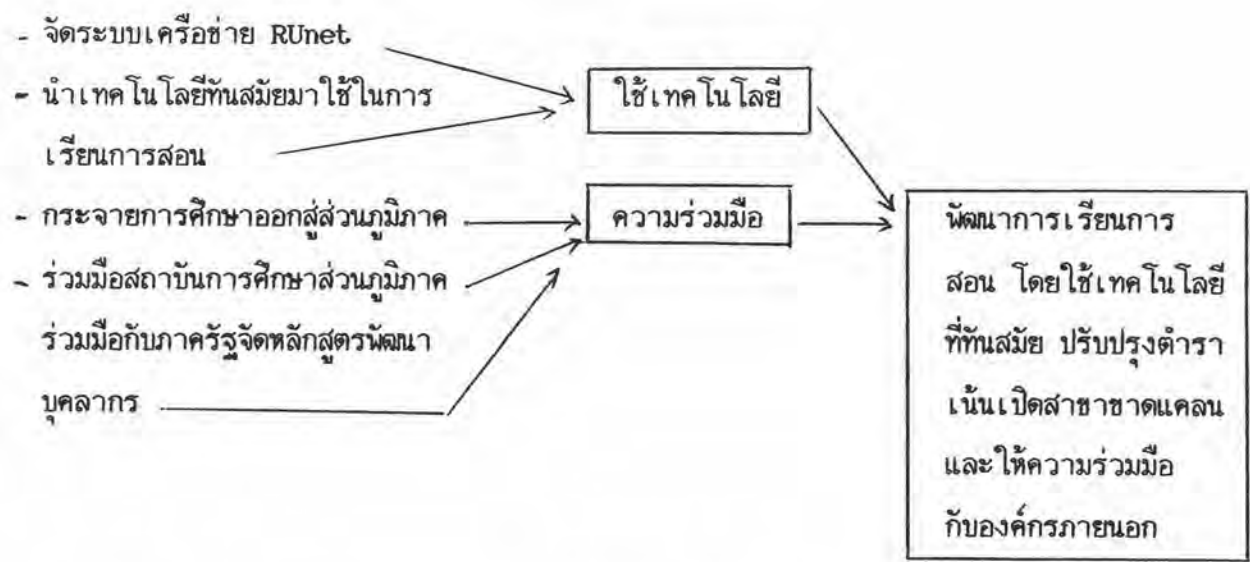 - จัดระบบเครือข่าย RUnet
- นำเทคโนโลยีทันสมัยมาใช้ในการ
เรียนการสอน
ใช้เทคโนโลยี
- กระจายการศึกษาออกสู่ส่วนภูมิภาค
- ร่วมมือสถาบันการศึกษาส่วนภูมิภาค
ร่วมมือกับภาครัฐจัดหลักสูตรพัฒนา
บุคลากร
ความร่วมมือ
พัฒนาการเรียนการ
สอน โดยใช้เทคโนโลยี
ที่ทันสมัย ปรับปรุงตำรา
เน้นเปิดสาขาขาดแคลน
และให้ความร่วมมือ
กับองค์กรภายนอก